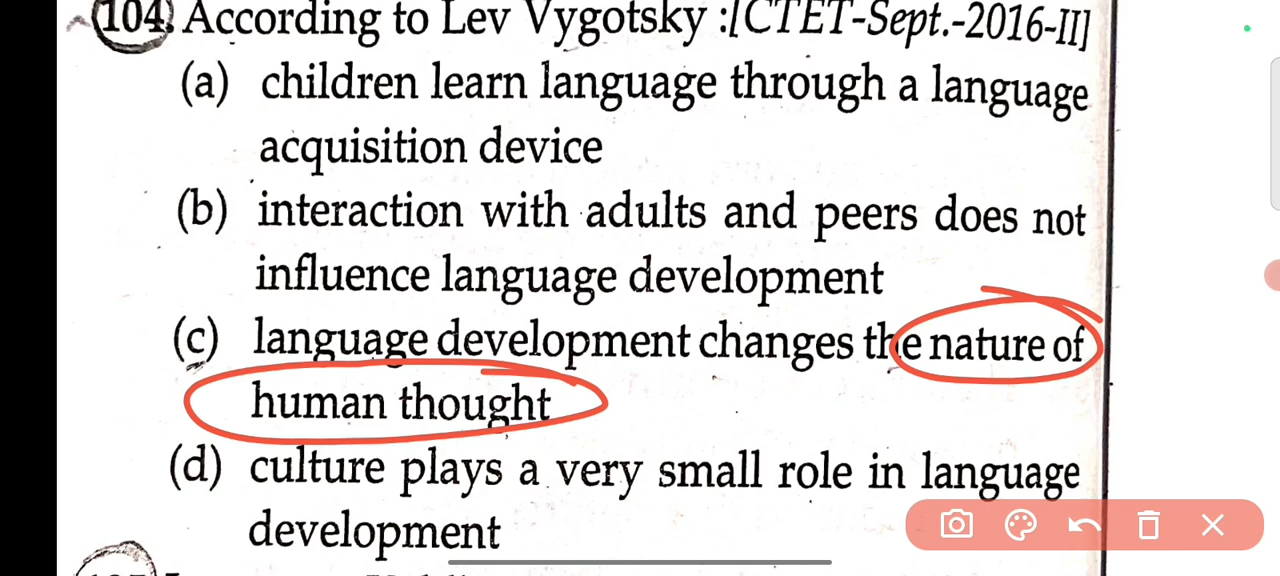 104. According to Lev Vygotsky :[CTET-Sept.-2016-II]
(a) children learn language through a language
acquisition device
(b) interaction with adults and peers does not
influence language development
(c) language development changes the nature of
human thought
(d) culture plays a very small role in language
development